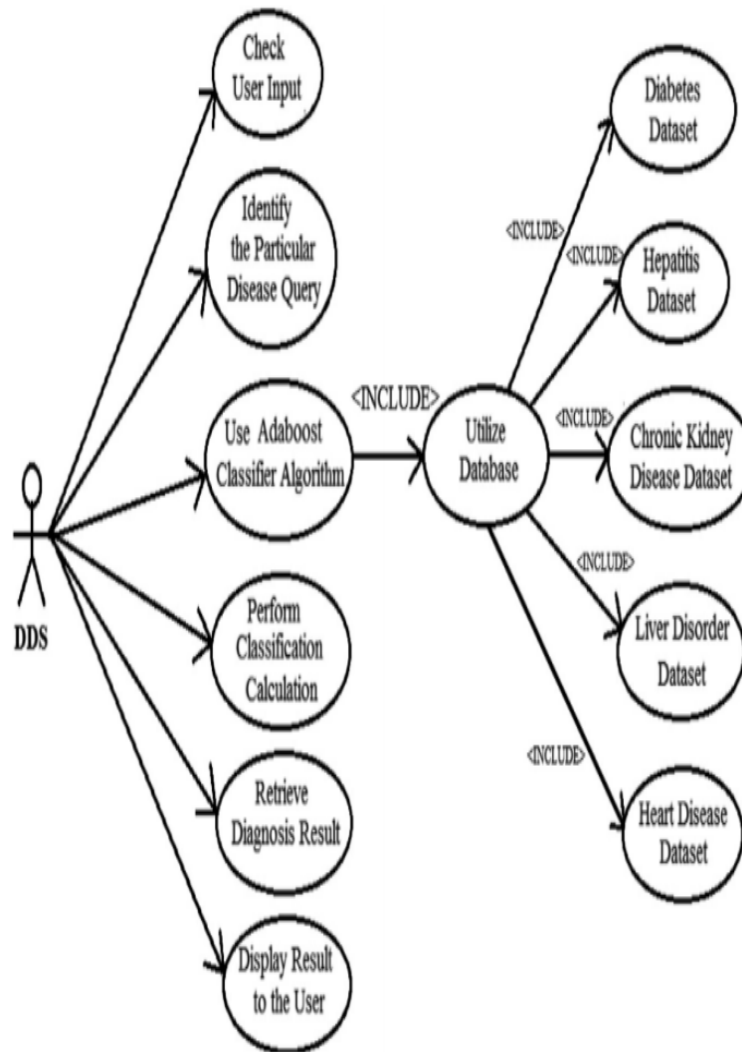 Check
User Input
Identify
the Particular
Disease Query
Use Adaboost
Classifier Algorithm
Perform
Classification
Calculation
Retrieve
Diagnosis Result
Display Result
to the User
DDS
<INCLUDE>
Utilize
Database
<INCLUDE>
Diabetes
Dataset
<INCLUDE>
Hepatitis
Dataset
<INCLUDE>
Chronic Kidney
Disease Dataset
<INCLUDE>
Liver Disorder
Dataset
<INCLUDE>
Heart Disease
Dataset